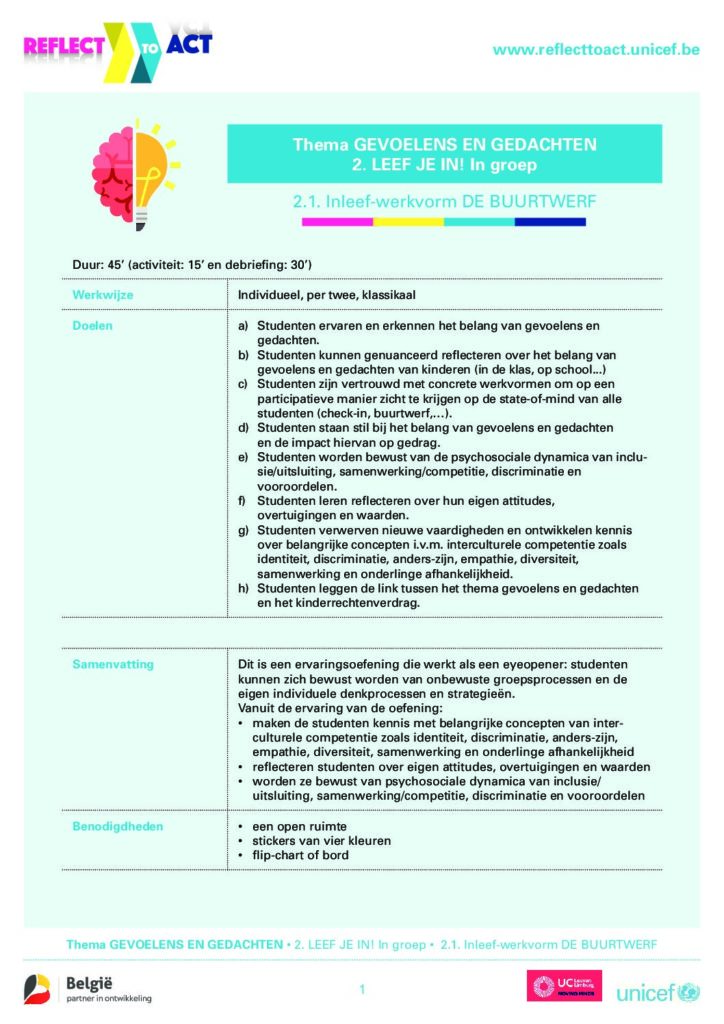 REFLECT TO ACT
www.reflecttoact.unicef.be
Thema GEVOELENS EN GEDACHTEN
2. LEEF JE IN! In groep
2.1. Inleef-werkvorm DE BUURTWERF
Duur: 45’ (activiteit: 15’ en debriefing: 30’)
Werkwijze
Individueel, per twee, klassikaal
Doelen
a) Studenten ervaren en erkennen het belang van gevoelens en
gedachten.
b) Studenten kunnen genuanceerd reflecteren over het belang van
gevoelens en gedachten van kinderen (in de klas, op school...)
c) Studenten zijn vertrouwd met concrete werkvormen om op een
participatieve manier zicht te krijgen op de state-of-mind van alle
studenten (check-in, buurtwerf,...).
d) Studenten staan stil bij het belang van gevoelens en gedachten
en de impact hiervan op gedrag.
e) Studenten worden bewust van de psychosociale dynamica van inclu-
sie/uitsluiting, samenwerking/competitie, discriminatie en
vooroordelen.
f) Studenten leren reflecteren over hun eigen attitudes,
overtuigingen en waarden.
g) Studenten verwerven nieuwe vaardigheden en ontwikkelen kennis
over belangrijke concepten i.v.m. interculturele competentie zoals
identiteit, discriminatie, anders-zijn, empathie, diversiteit,
samenwerking en onderlinge afhankelijkheid.
h) Studenten leggen de link tussen het thema gevoelens en gedachten
en het kinderrechtenverdrag.
Samenvatting
Dit is een ervaringsoefening die werkt als een eyeopener: studenten
kunnen zich bewust worden van onbewuste groepsprocessen en de
eigen individuele denkprocessen en strategieën.
Vanuit de ervaring van de oefening:
• maken de studenten kennis met belangrijke concepten van inter-
culturele competentie zoals identiteit, discriminatie, anders-zijn,
empathie, diversiteit, samenwerking en onderlinge afhankelijkheid
• reflecteren studenten over eigen attitudes, overtuigingen en waarden
• worden ze bewust van psychosociale dynamica van inclusie/
uitsluiting, samenwerking/competitie, discriminatie en vooroordelen
Benodigdheden
• een open ruimte
• stickers van vier kleuren
• flip-chart of bord
Thema GEVOELENS EN GEDACHTEN • 2. LEEF JE IN! In groep • 2.1. Inleef-werkvorm DE BUURTWERF
België
partner in ontwikkeling
1
UC Leuven
Limburg
unicef